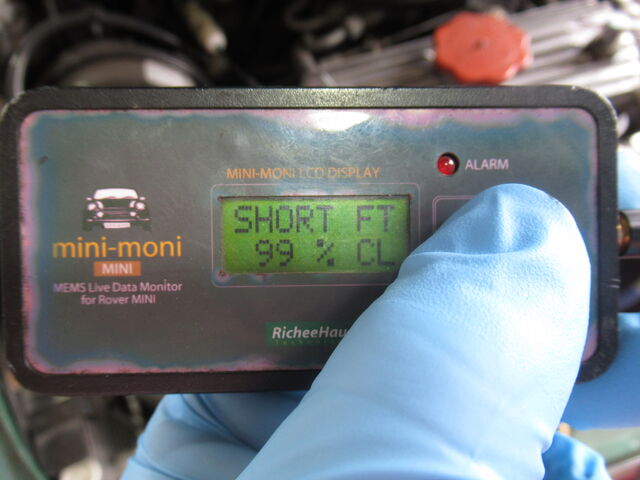 MINI-MONI LCD DISPLAY
ALARM
SHORT FT
99 % CL
mini-moni
MINI
MEMS Live Data Monitor
for Rover MINI